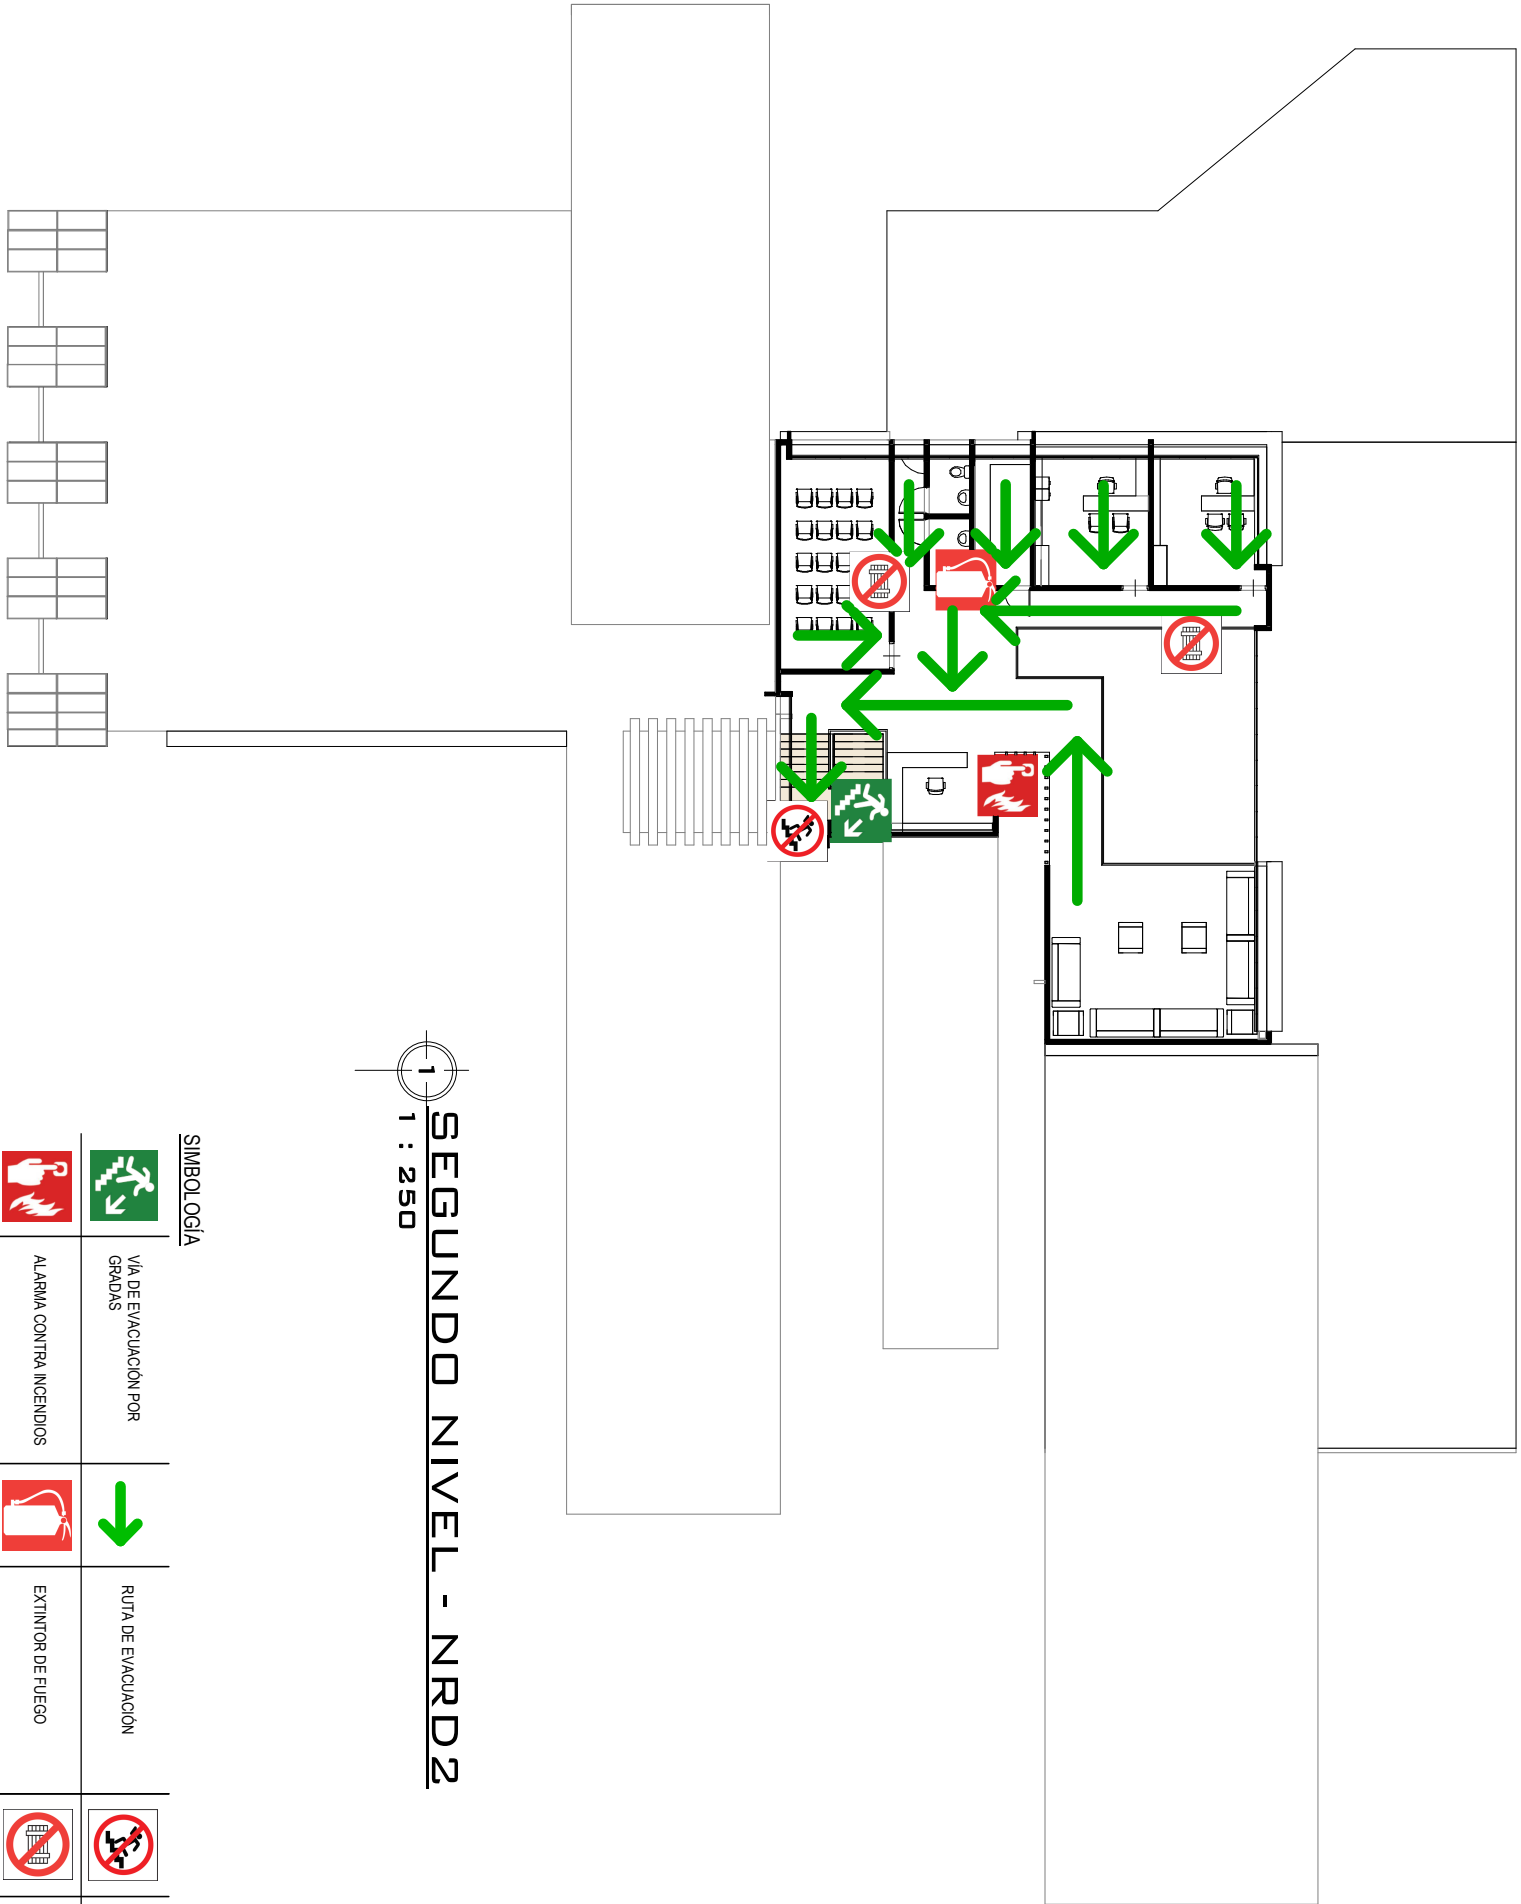 1
SEGUNDO NIVEL - NRD2
1 : 250
SIMBOLOGÍA
VÍA DE EVACUACIÓN POR
GRADAS
RUTA DE EVACUACIÓN
ALARMA CONTRA INCENDIOS
EXTINTOR DE FUEGO